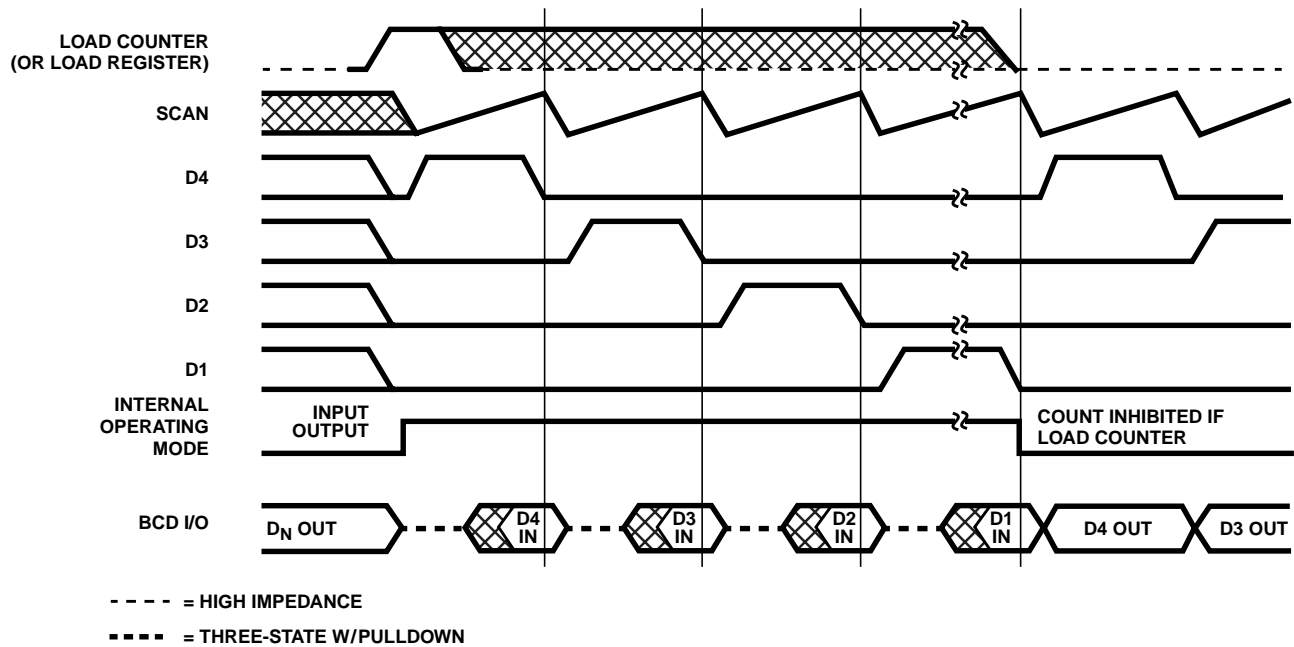 LOAD COUNTER
(OR LOAD REGISTER)
SCAN
D4
D3
D2
D1
INTERNAL
OPERATING
MODE
INPUT
OUTPUT
COUNT INHIBITED IF
LOAD COUNTER
BCD I/O
DN OUT
D4
IN
D3
IN
D2
IN
D1
IN
D4 OUT
D3 OUT
= HIGH IMPEDANCE
= THREE-STATE W/PULLDOWN